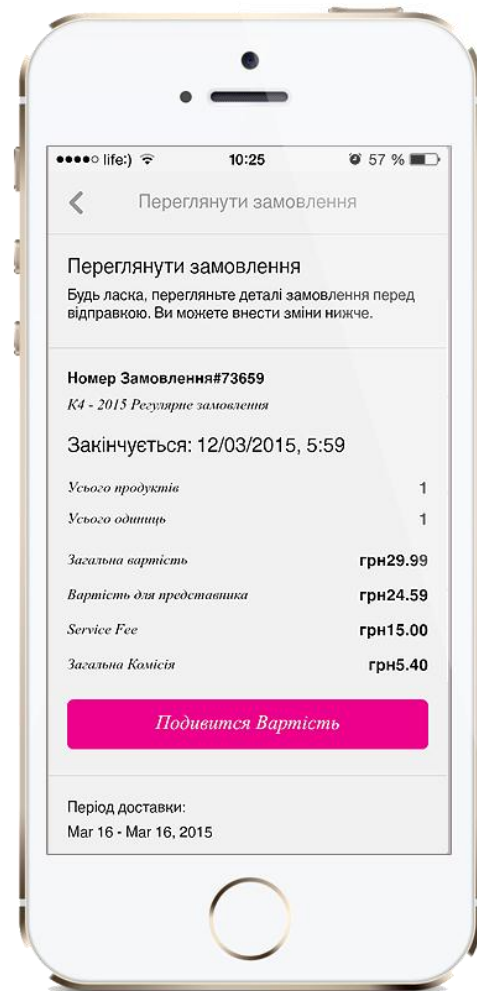 life:) 10:25 57 %
Переглянути замовлення
Переглянути замовлення
Будь ласка, перегляньте деталі замовлення перед
відправкою. Ви можете внести зміни нижче.
Номер Замовлення#73659
К4 - 2015 Регулярне замовлення
Закінчується: 12/03/2015, 5:59
Усього продуктів 1
Усього одиниць 1
Загальна вартість грн29.99
Вартість для представника грн24.59
Service Fee грн15.00
Загальна Комісія грн5.40
Подивится Вартість
Період доставки:
Mar 16 - Mar 16, 2015